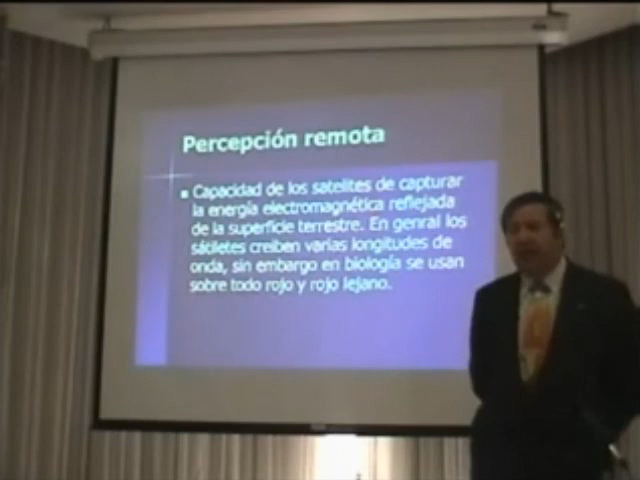 Percepción remota
Capacidad de los satelites de capturar
la energía electromagnética reflejada
de la superficie terrestre. En genral los
sátiletes creiben varias longitudes de
onda, sin embargo en biología se usan
sobre todo rojo y rojo lejano.